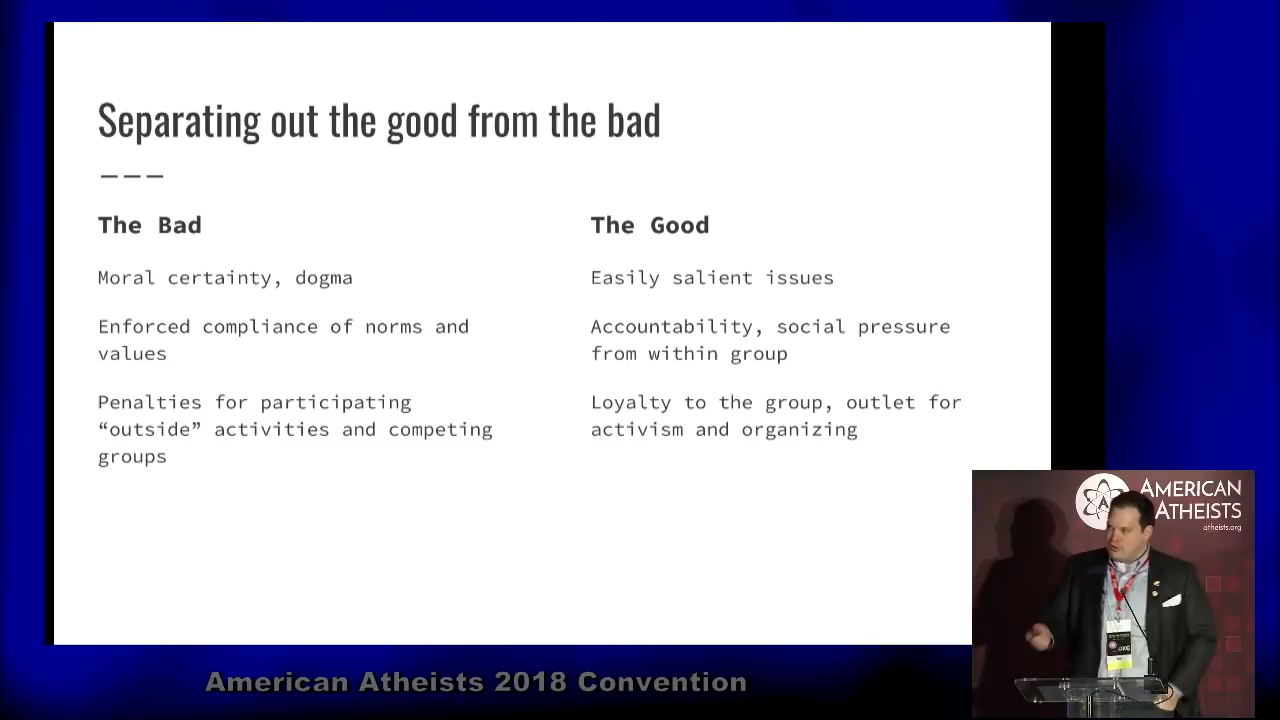 Separating out the good from the bad
The Bad
Moral certainty, dogma
Enforced compliance of norms and
values
Penalties for participating
“outside” activities and competing
groups
The Good
Easily salient issues
Accountability, social pressure
from within group
Loyalty to the group, outlet for
activism and organizing
AMERICAN
ATHEISTS
atheists.org
American Atheists 2018 Convention